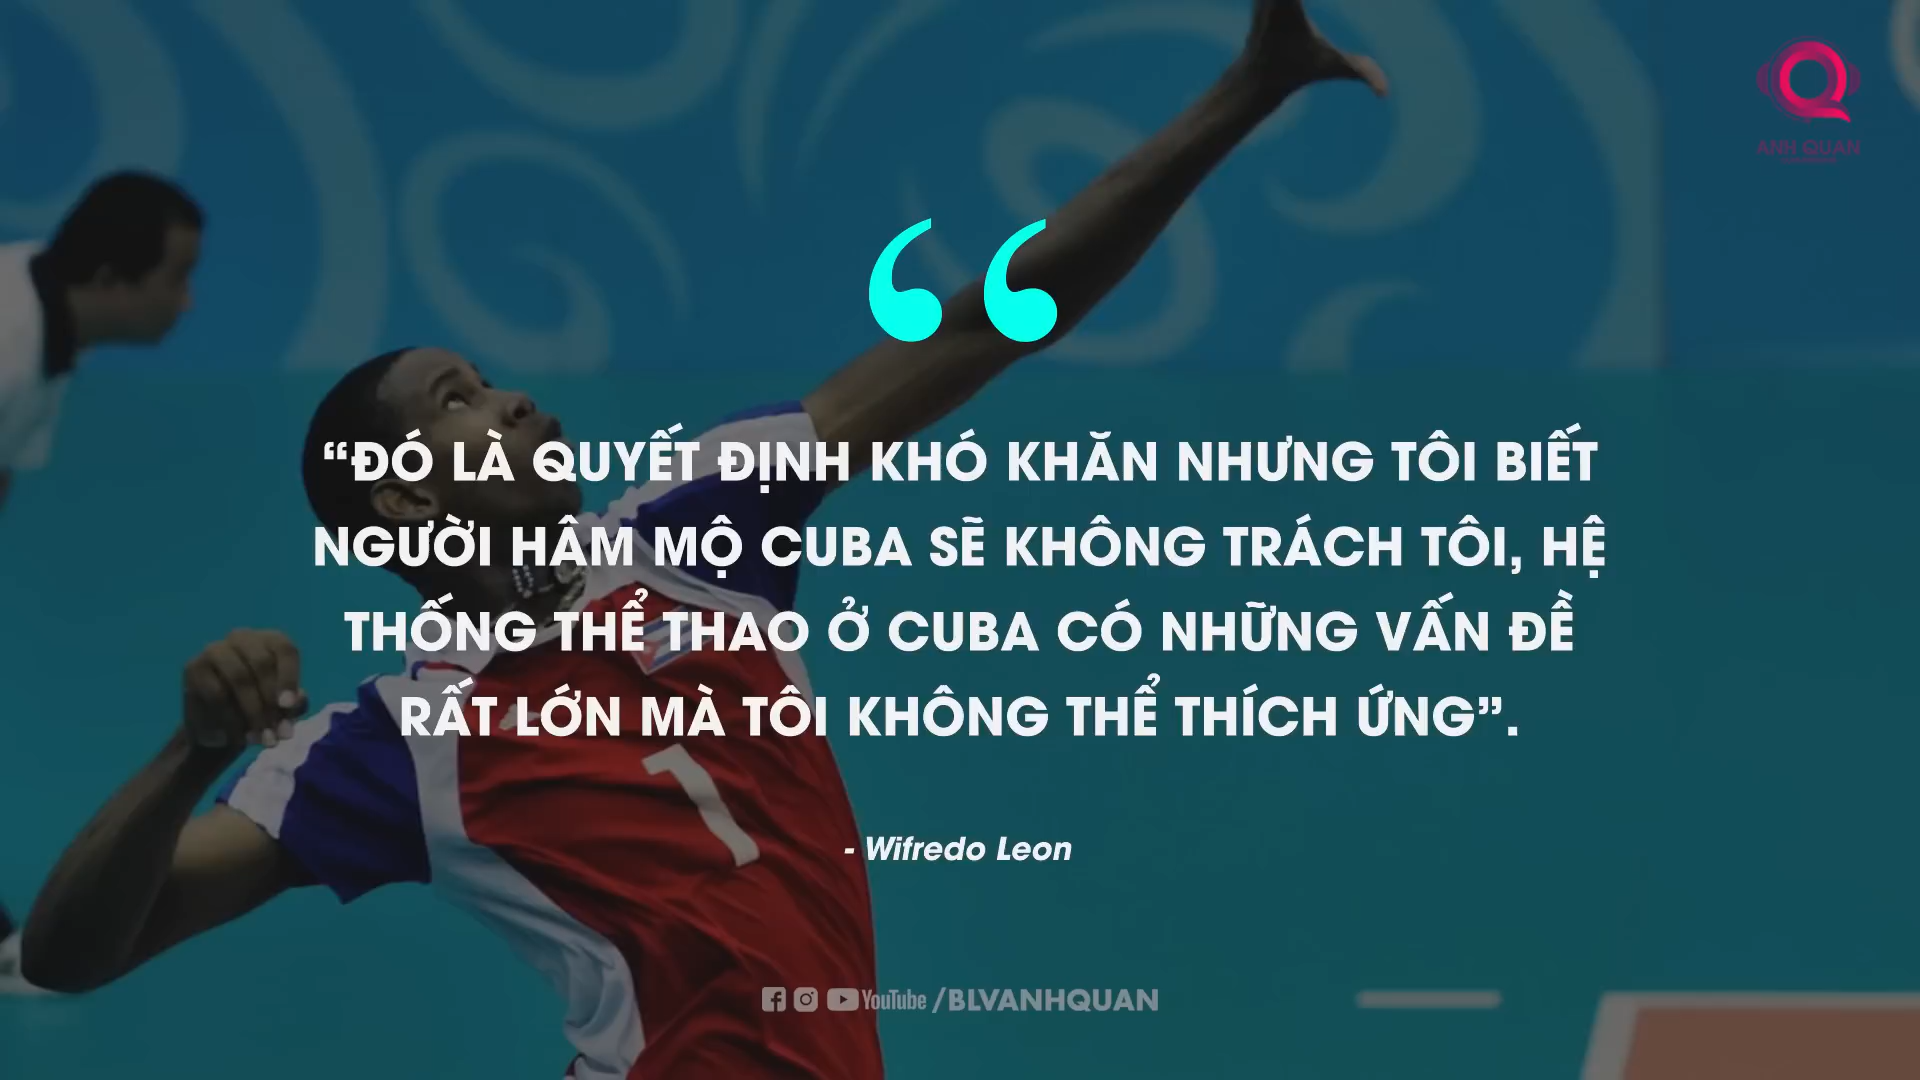 ANH QUAN
“ĐÓ LÀ QUYẾT ĐỊNH KHÓ KHĂN NHƯNG TÔI BIẾT
NGƯỜI HÂM MỘ CUBA SẼ KHÔNG TRÁCH TÔI, HỆ
THỐNG THỂ THAO Ở CUBA CÓ NHỮNG VẤN ĐỀ
RẤT LỚN MÀ TÔI KHÔNG THỂ THÍCH ỨNG”.
1
- Wifredo Leon
YouTube /BLVANHQUAN